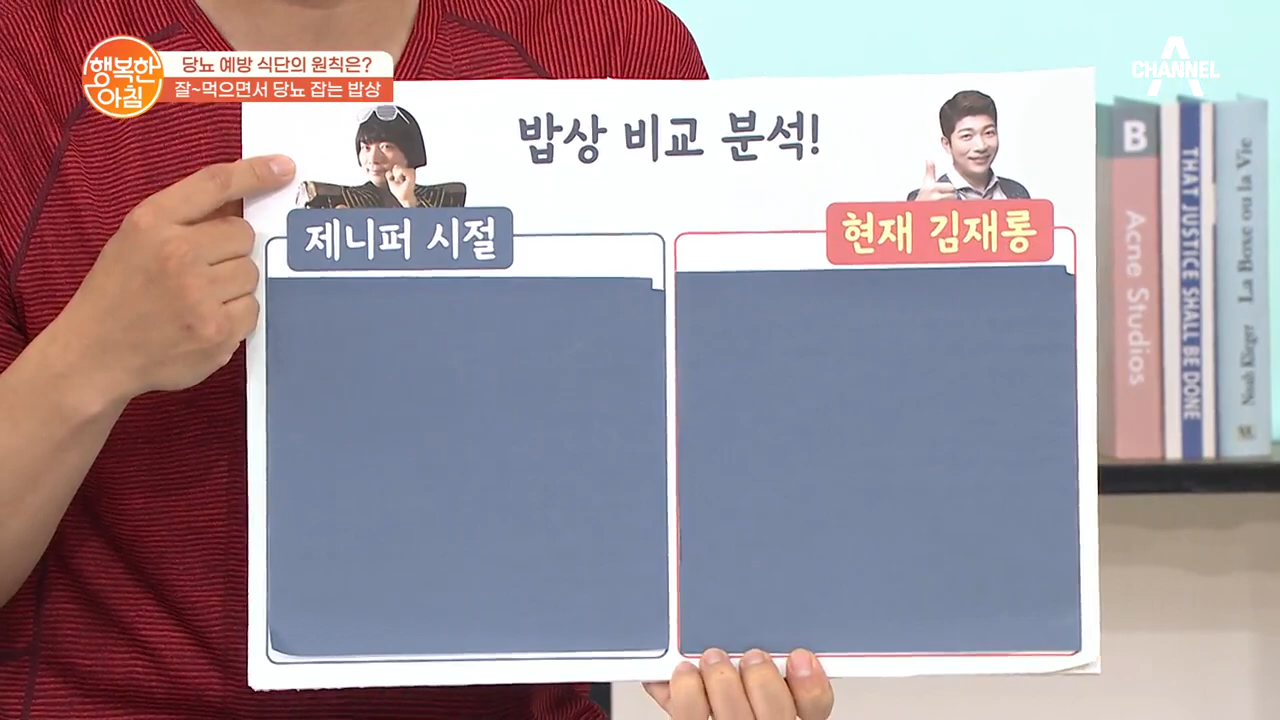 행복한
아침
당뇨 예방 식단의 원칙은?
잘~먹으면서 당뇨 잡는 밥상
CHANNEL A
밥상 비교 분석!
제니퍼 시절
현재 김재롱
B
Acne Studios
THAT JUSTICE SHALL BE DONE
La Boxe ou la Vie
Noah Klieger